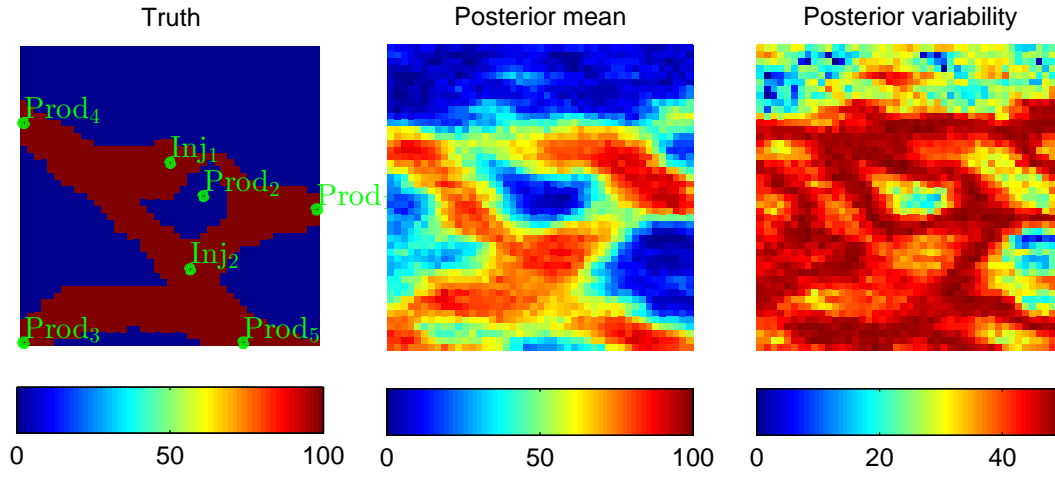 Truth
Posterior mean
Posterior variability
Prod₄
Inj₁
Prod₂
Prod₁
Inj₂
Prod₃
Prod₅
0 50 100
0 50 100
0 20 40